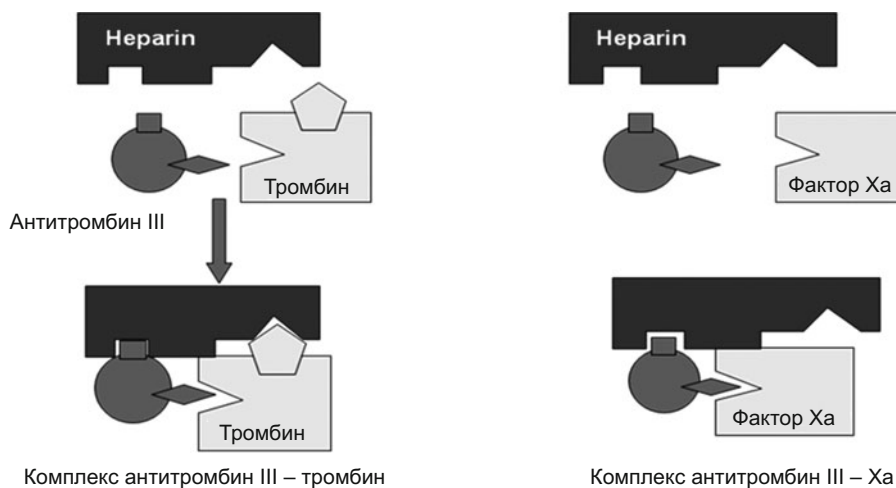 Heparin
Тромбин
Антитромбин III
Тромбин
Комплекс антитромбин III – тромбин
Heparin
Фактор Xa
Фактор Xa
Комплекс антитромбин III – Xa